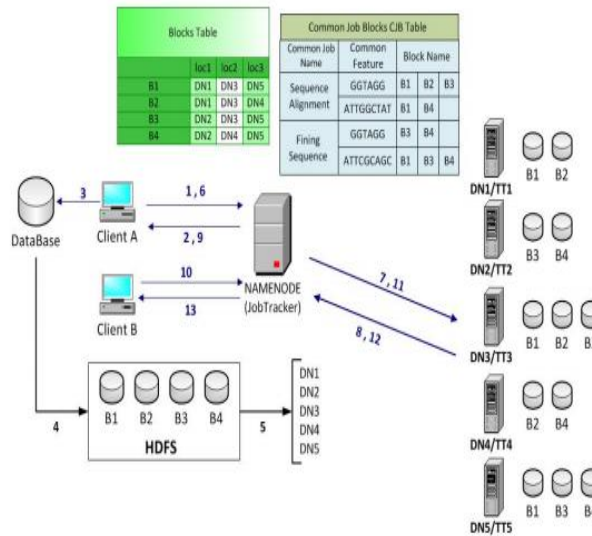 Blocks Table
loc1 loc2 loc3
B1 DN1 DN3 DN5
B2 DN1 DN3 DN4
B3 DN2 DN3 DN5
B4 DN2 DN4 DN5
Common Job Blocks CJB Table
Common Job Name Common Feature Block Name
Sequence Alignment GGTAGG B1 B2 B3
ATTGGCTAT B1 B4
Fining Sequence GGTAGG B3 B4
ATTCGCAGC B1 B3 B4
3
1 , 6
DataBase
Client A
2, 9
10
NAMENODE
(JobTracker)
Client B
13
7, 11
8, 12
4
B1 B2 B3 B4
HDFS
5
DN1
DN2
DN3
DN4
DN5
B1 B2
DN1/TT1
B3 B4
DN2/TT2
B1 B2
DN3/TT3
B2 B4
DN4/TT4
B1 B3
DN5/TT5